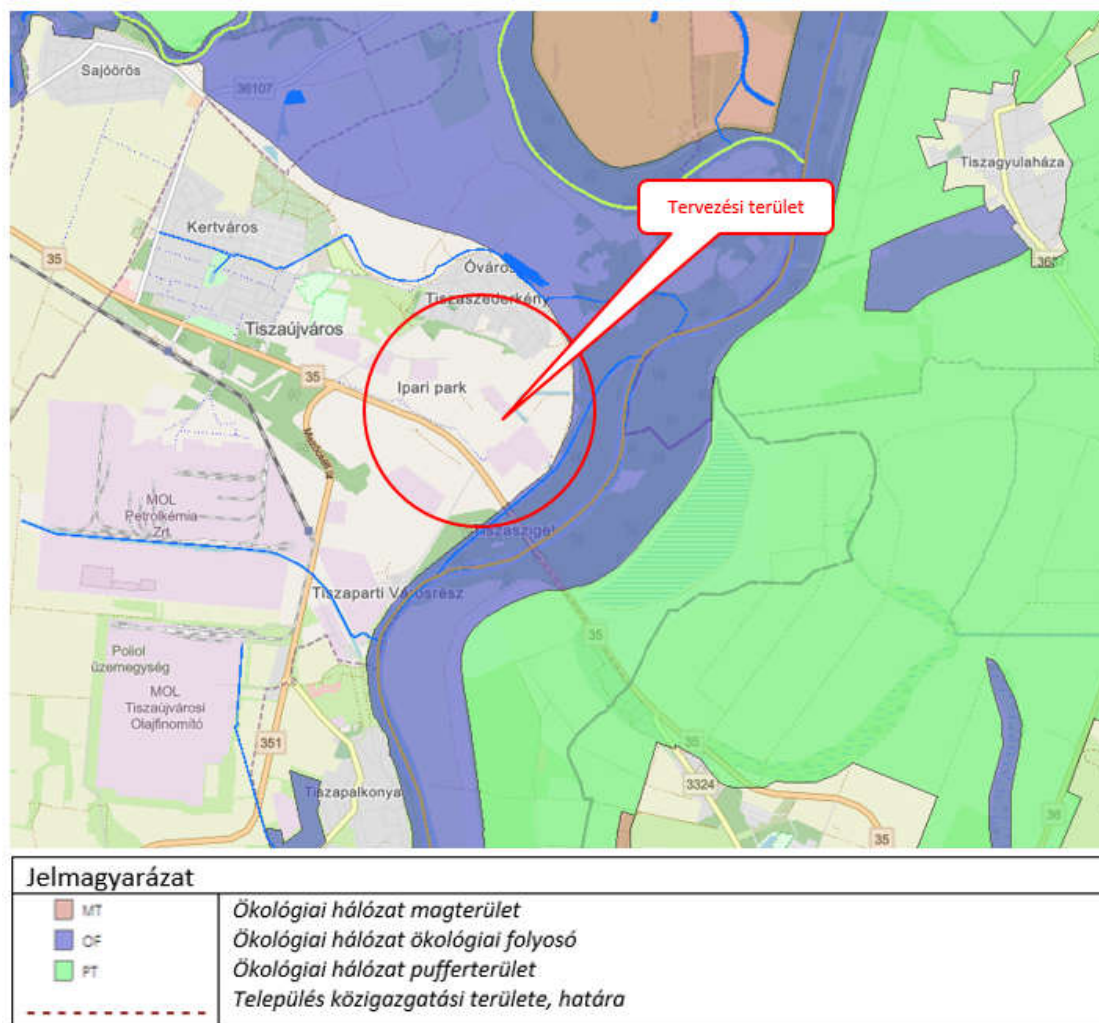 Sajóörös
36107
Tiszagyulaháza
Tervezési terület
Kertváros
35
Óváros
Tiszaszederkény
Tiszaújváros
35
Ipari park
MOL
Petrolkémia
Zrt.
Tiszasziget
Tiszaparti Városrész
35
Poliol
üzemegység
MOL
Tiszaújvárosi
Olajfinomító
351
35
3324
Tiszapalkonya
35
36
Jelmagyarázat
MT Ökológiai hálózat magterület
OF Ökológiai hálózat ökológiai folyosó
PT Ökológiai hálózat pufferterület
Település közigazgatási területe, határa